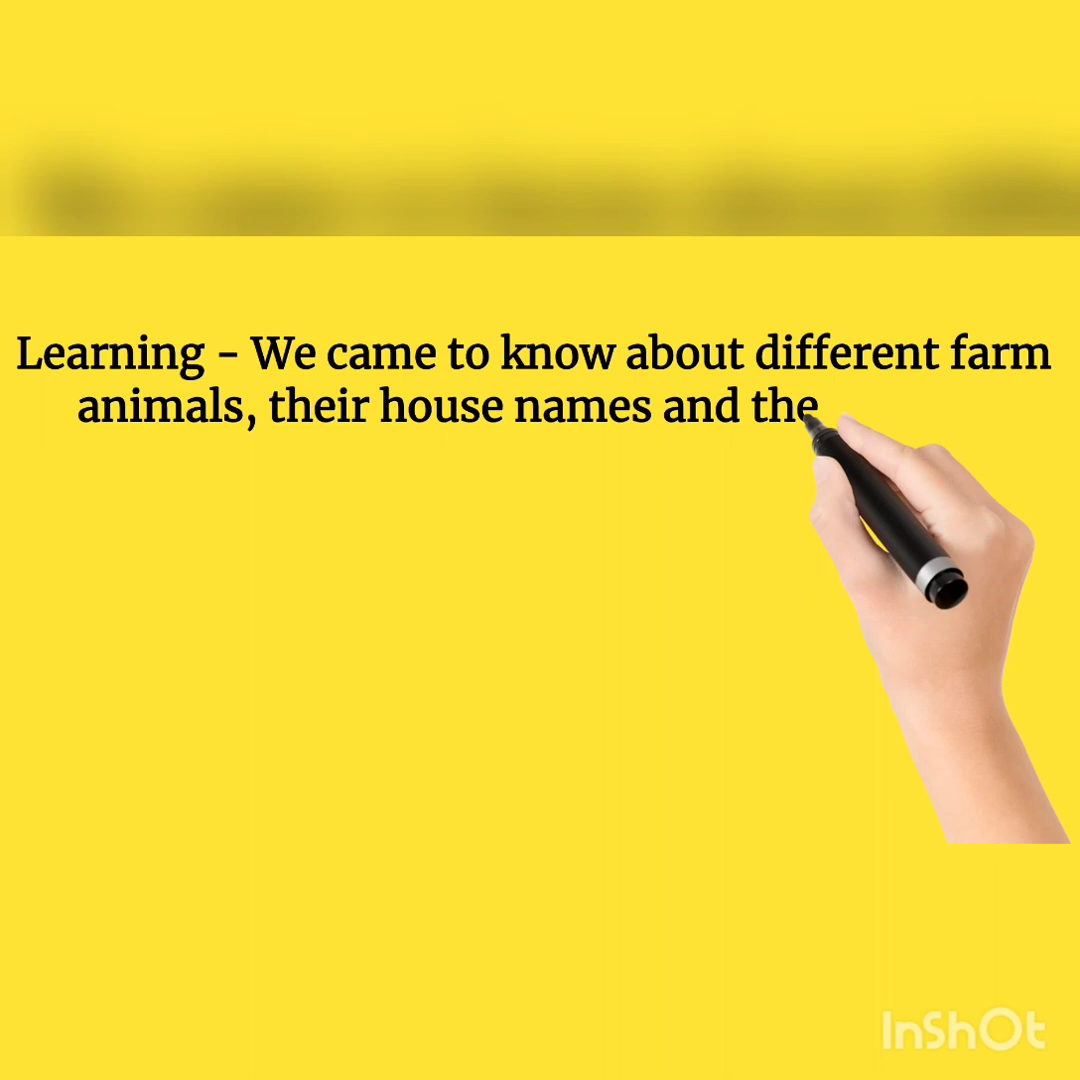 Learning - We came to know about different farm
animals, their house names and the
InShOt